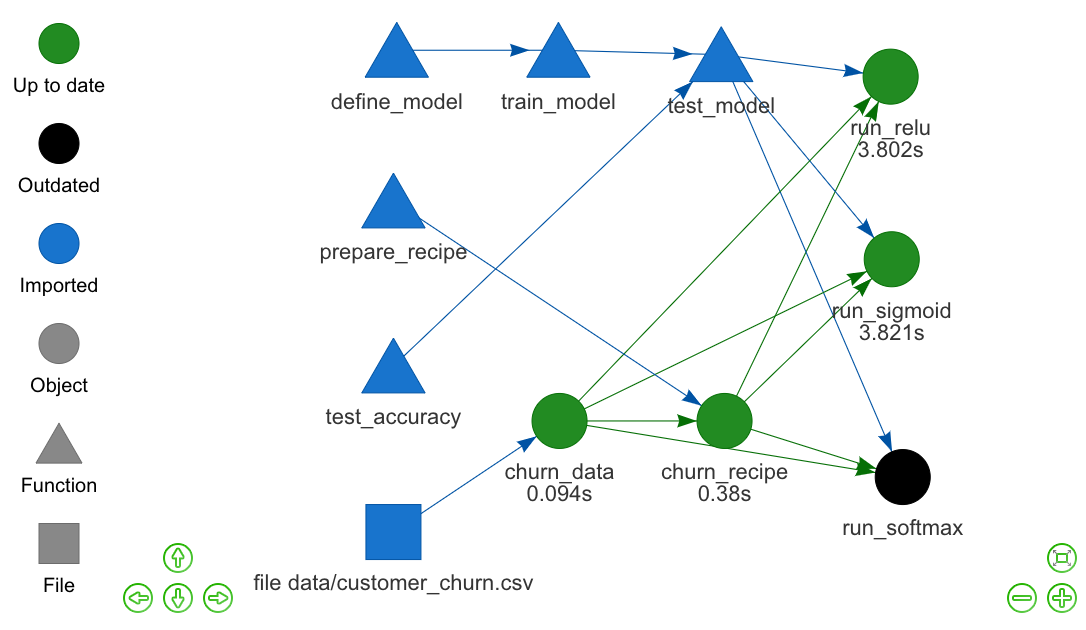 Up to date
Outdated
Imported
Object
Function
File
define_model
train_model
test_model
run_relu
3.802s
prepare_recipe
run_sigmoid
3.821s
test_accuracy
churn_data
0.094s
churn_recipe
0.38s
run_softmax
file data/customer_churn.csv